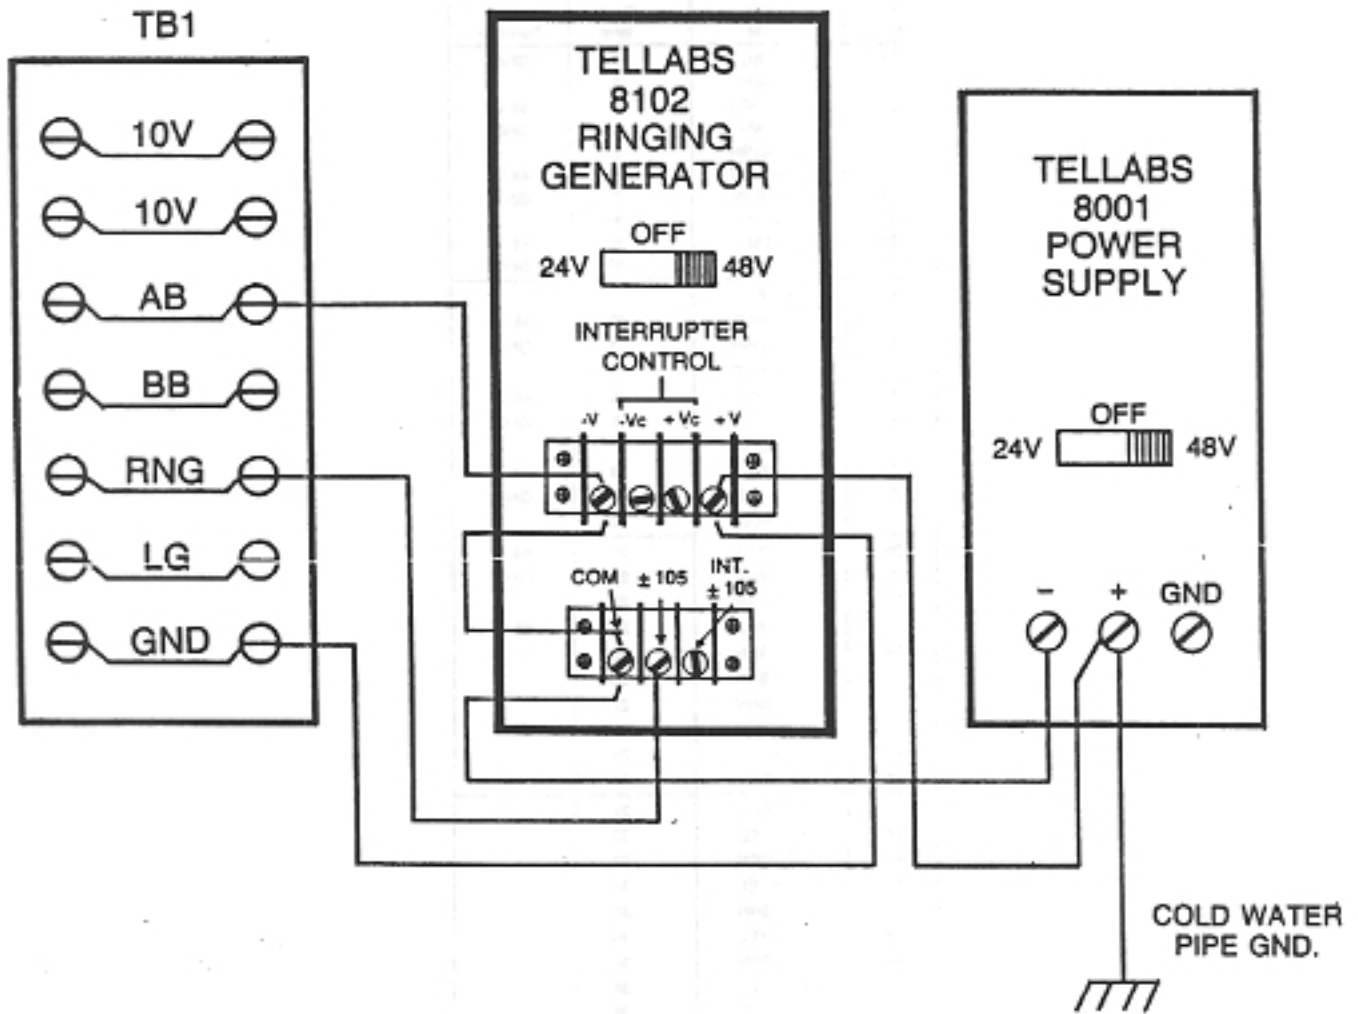 TB1
10V
10V
AB
BB
RNG
LG
GND
TELLABS
8102
RINGING
GENERATOR
OFF
24V 48V
INTERRUPTER
CONTROL
-V -Vc +Vc +V
COM ±105 INT.
±105
TELLABS
8001
POWER
SUPPLY
OFF
24V 48V
- + GND
COLD WATER
PIPE GND.